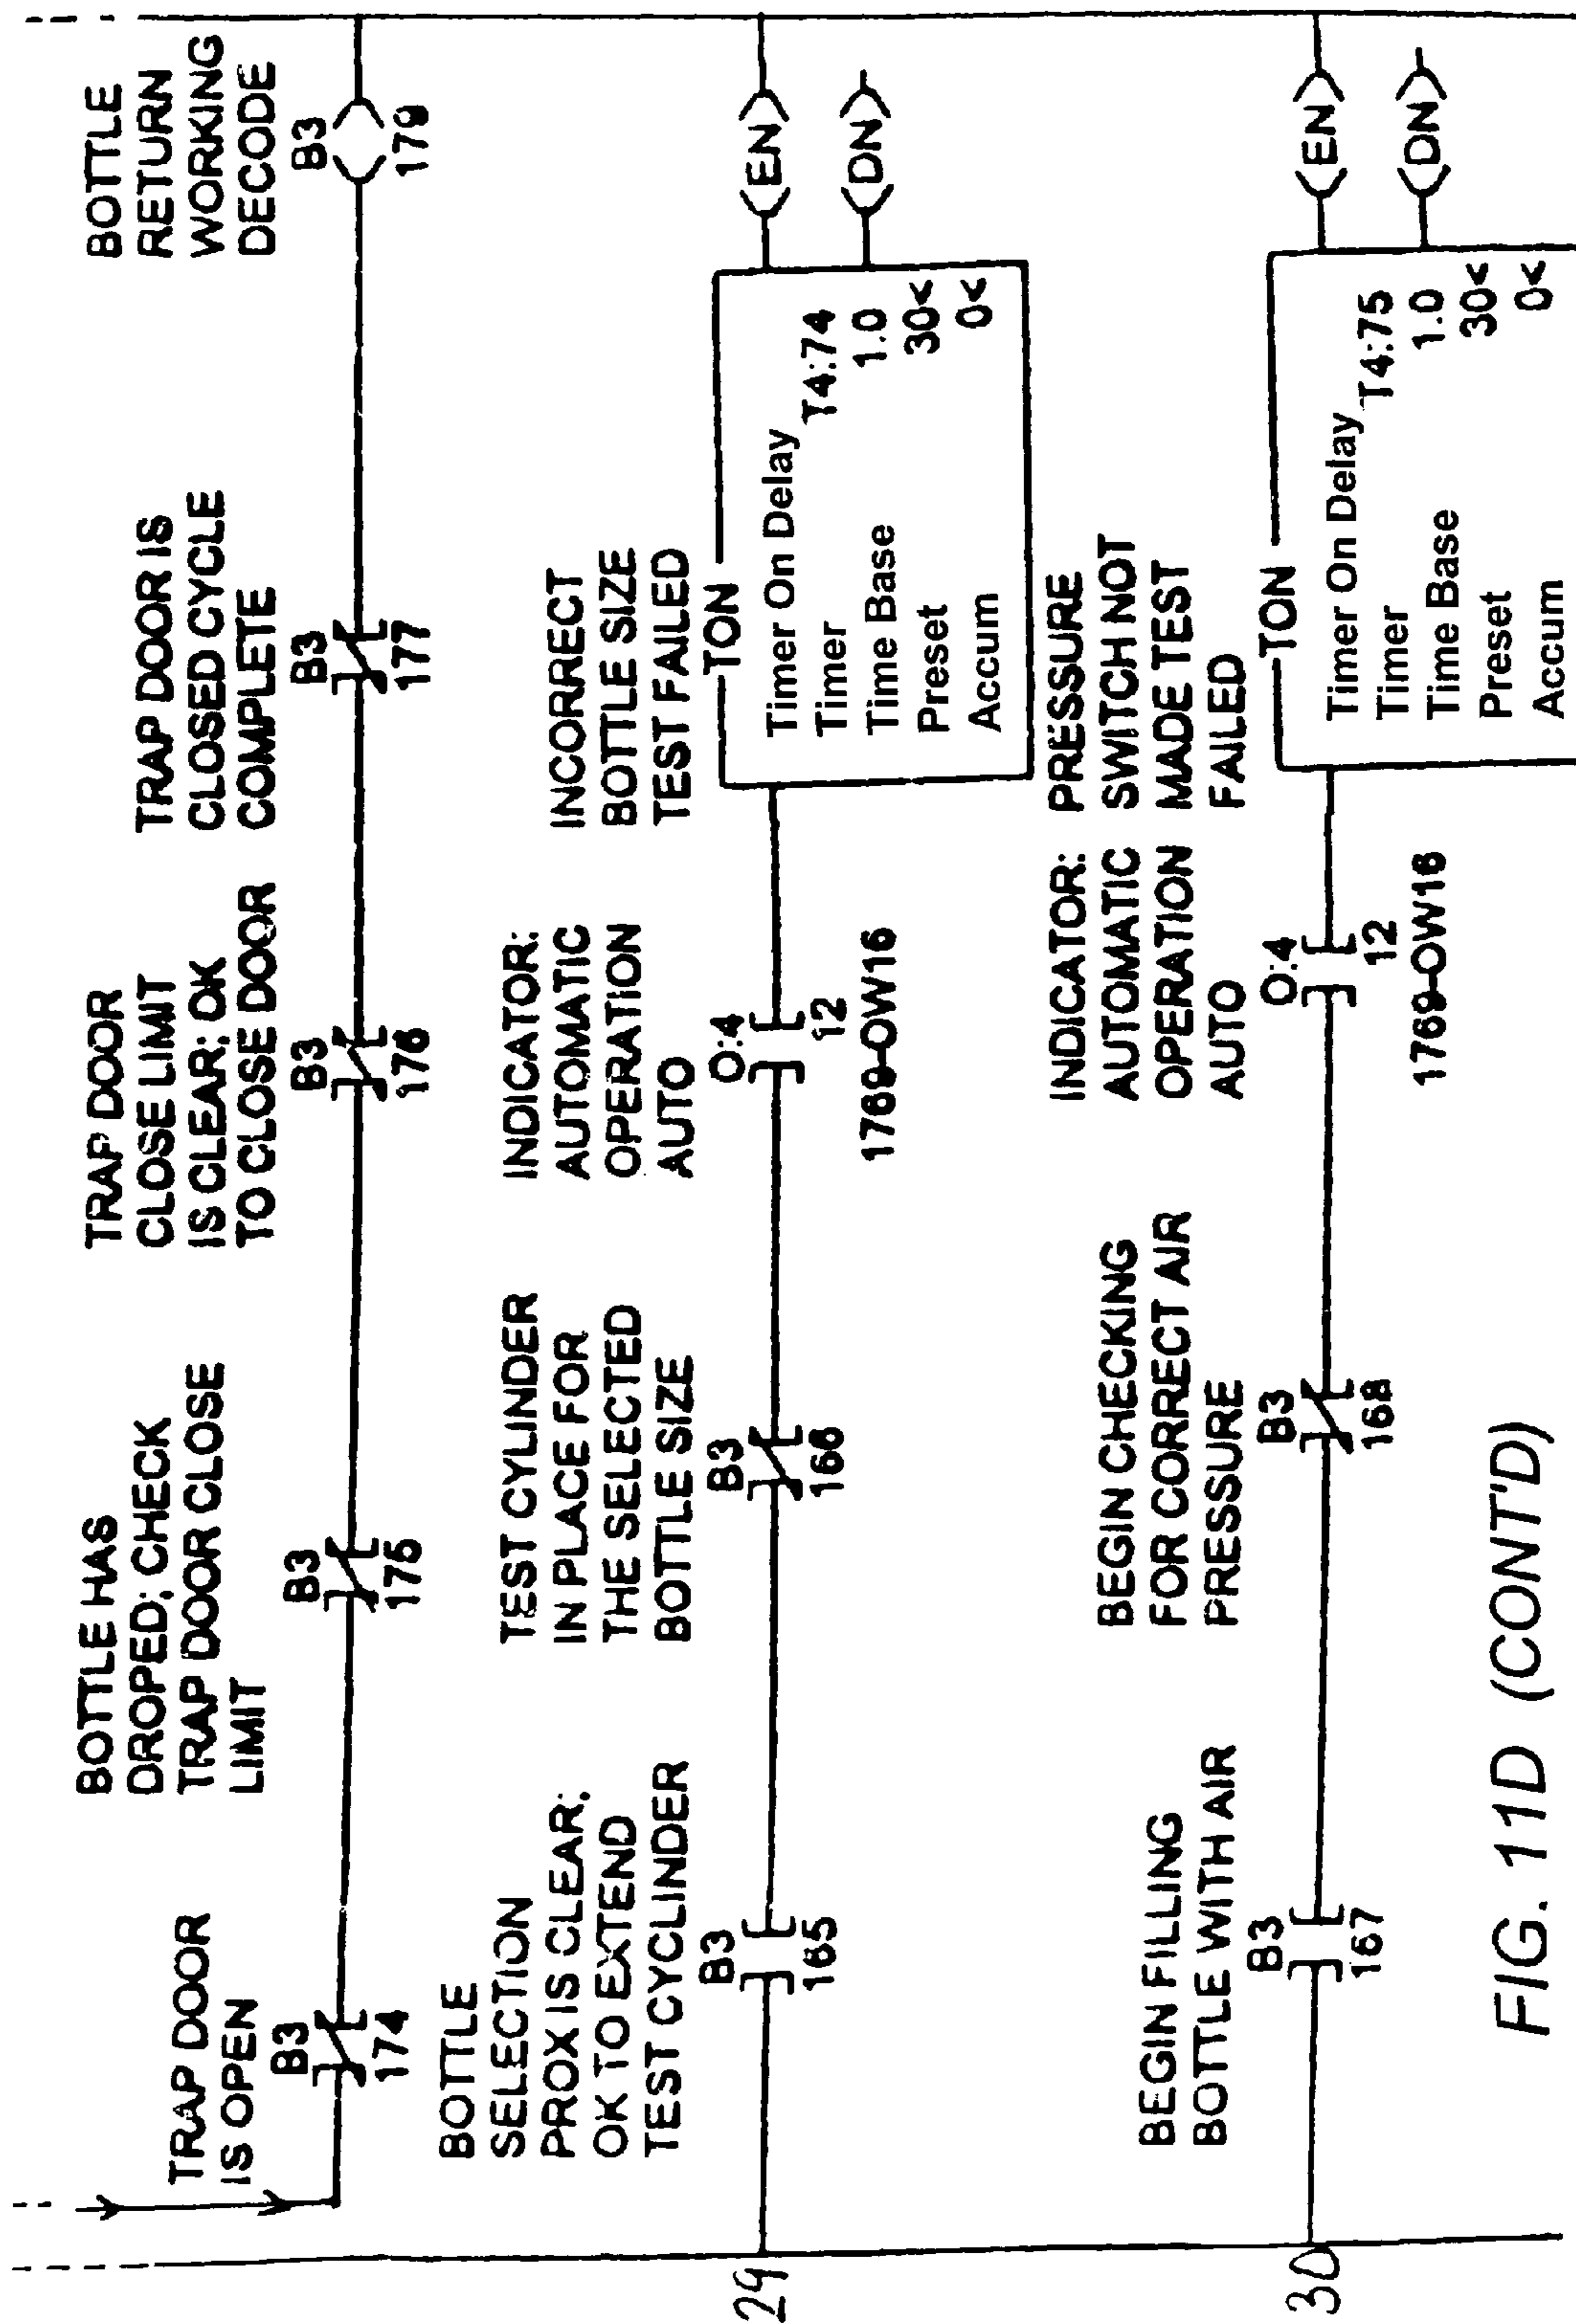 TRAP DOOR
IS OPEN
B3
174
BOTTLE HAS
DROPED; CHECK
TRAP DOOR CLOSE
LIMIT
B3
175
TRAP DOOR
CLOSE LIMIT
IS CLEAR; OK
TO CLOSE DOOR
B3
176
TRAP DOOR IS
CLOSED CYCLE
COMPLETE
B3
177
BOTTLE
RETURN
WORKING
DECODE
B3
179
29
BOTTLE
SELECTION
PROX IS CLEAR;
OK TO EXTEND
TEST CYLINDER
B3
165
TEST CYLINDER
IN PLACE FOR
THE SELECTED
BOTTLE SIZE
B3
166
INDICATOR:
AUTOMATIC
OPERATION
AUTO
O:4
12
1769-OW16
INCORRECT
BOTTLE SIZE
TEST FAILED
TON
Timer On Delay
Timer T4:74
Time Base 1.0
Preset 30<
Accum 0<
EN
DN
30
BEGIN FILLING
BOTTLE WITH AIR
B3
167
BEGIN CHECKING
FOR CORRECT AIR
PRESSURE
B3
168
INDICATOR:
AUTOMATIC
OPERATION
AUTO
O:4
12
1769-OW16
PRESSURE
SWITCH NOT
MADE TEST
FAILED
TON
Timer On Delay
Timer T4:75
Time Base 1.0
Preset 30<
Accum 0<
EN
DN
FIG. 11D (CONT'D)